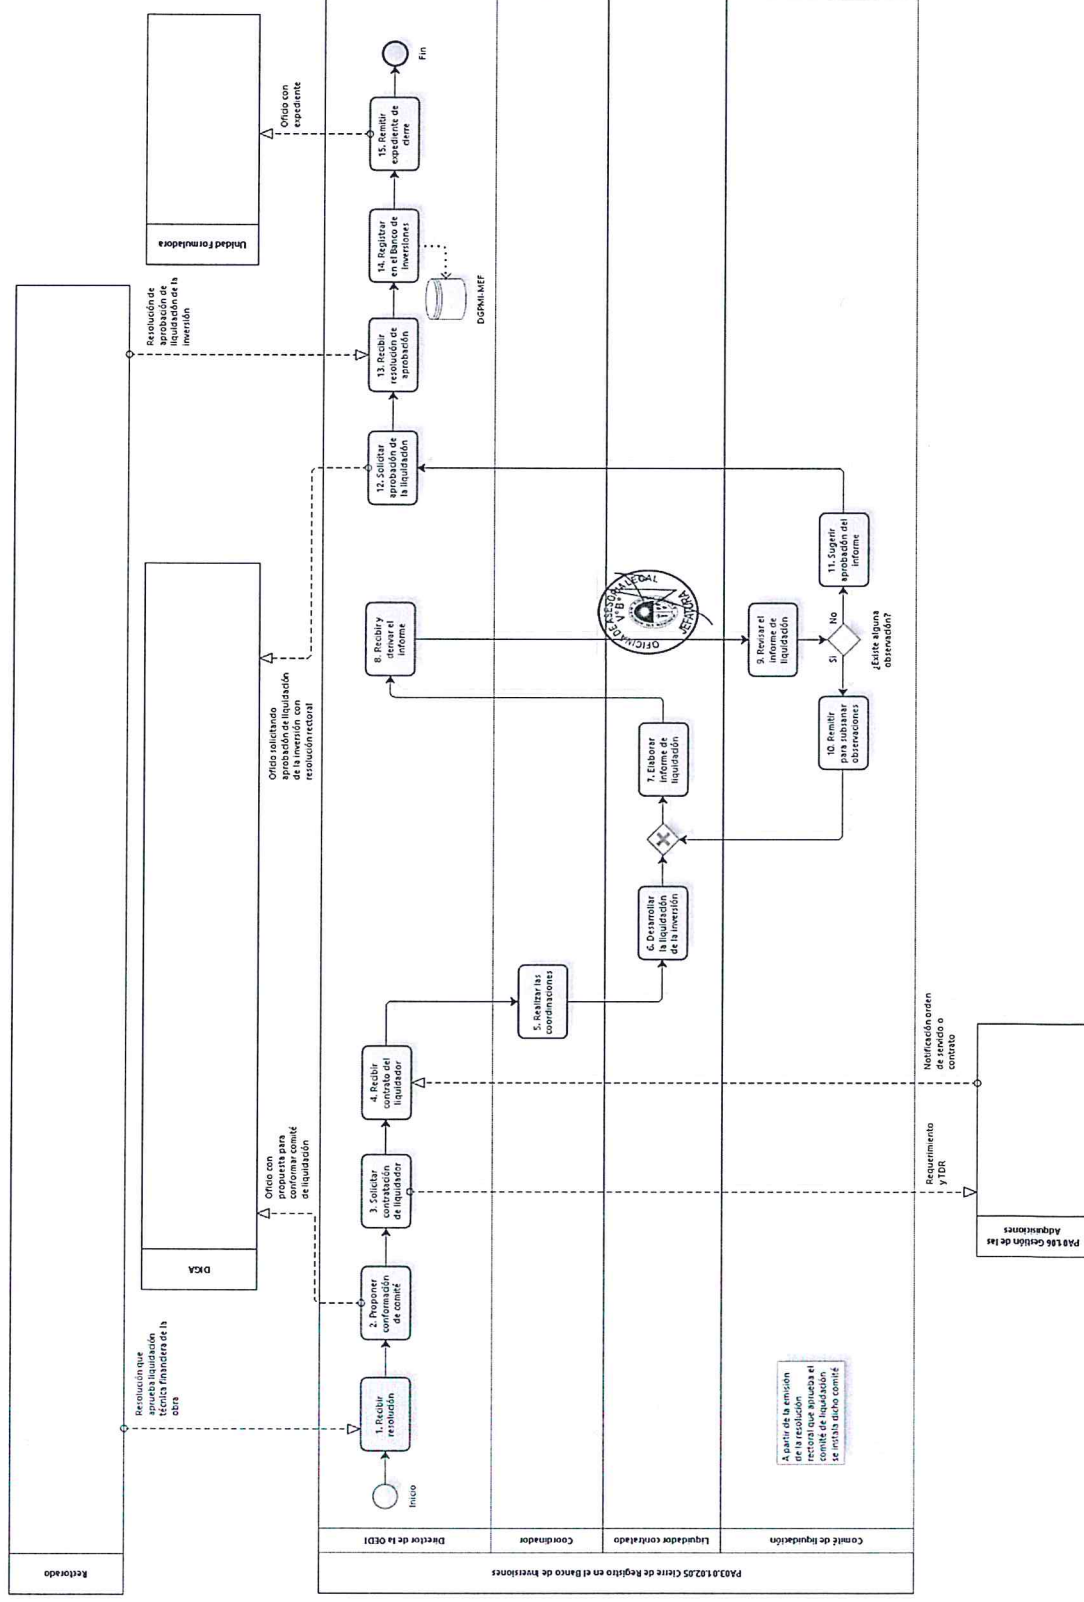 Rectorado
Resolución que
aprueba liquidación
técnica financiera de la
obra
Resolución de
aprobación de
liquidación de la
inversión
DIGA
Oficio con
propuesta para
conformar comité
de liquidación
Oficio solicitando
aprobación de liquidación
de la inversión con
resolución rectoral
Unidad Formuladora
Oficio con
expediente
PA03.01.02.05 Cierre de Registro en el Banco de Inversiones
Director de la OEDI
Inicio
1. Recibir
resolución
2. Proponer
conformación
de comité
3. Solicitar
contratación
de liquidador
4. Recibir
contrato del
liquidador
8. Recibir y
derivar el
informe
12. Solicitar
aprobación de
la liquidación
13. Recibir
resolución de
aprobación
14. Registrar
en el Banco de
inversiones
DGPMI-MEF
15. Remitir
expediente de
cierre
Fin
Coordinador
5. Realizar las
coordinaciones
Liquidador contratado
6. Desarrollar
la liquidación
de la inversión
7. Elaborar
informe de
liquidación
OFICINA DE ASESORIA LEGAL
V°B°
JEFATURA
Comité de liquidación
A partir de la emisión
de la resolución
rectoral que aprueba el
comité de liquidación
se instala dicho comité
9. Revisar el
informe de
liquidación
Si
No
¿Existe alguna
observación?
10. Remitir
para subsanar
observaciones
11. Sugerir
aprobación del
informe
PA01.06 Gestión de las
Adquisiciones
Requerimiento
y TDR
Notificación orden
de servicio o
contrato